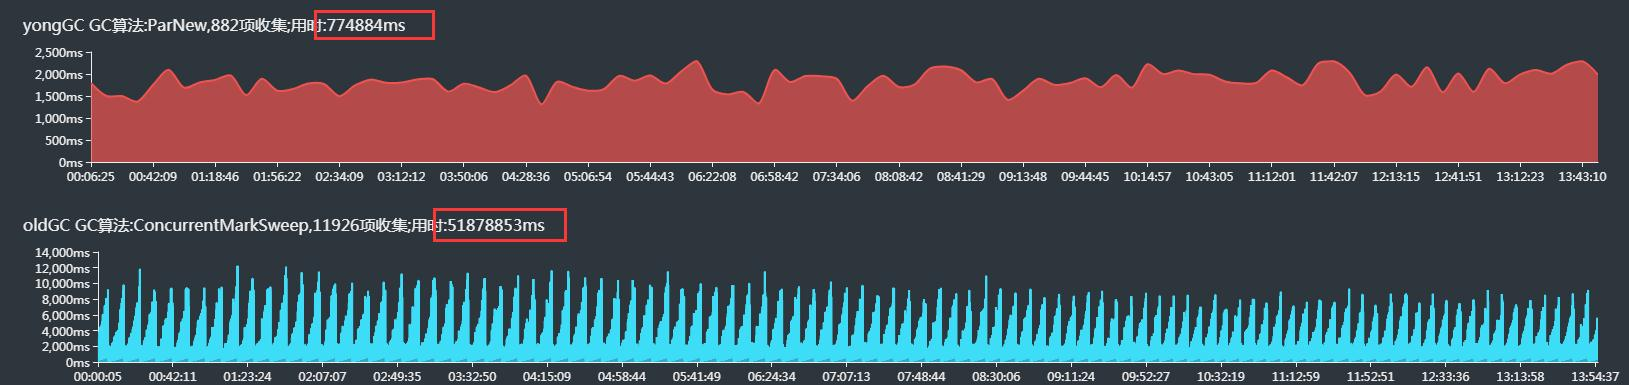 yongGC GC算法:ParNew,882项收集;用时:774884ms
2,500ms
2,000ms
1,500ms
1,000ms
500ms
0ms
00:06:25 00:42:09 01:18:46 01:56:22 02:34:09 03:12:12 03:50:06 04:28:36 05:06:54 05:44:43 06:22:08 06:58:42 07:34:06 08:08:42 08:41:29 09:13:48 09:44:45 10:14:57 10:43:05 11:12:01 11:42:07 12:13:15 12:41:51 13:12:23 13:43:10
oldGC GC算法:ConcurrentMarkSweep,11926项收集;用时:51878853ms
14,000ms
12,000ms
10,000ms
8,000ms
6,000ms
4,000ms
2,000ms
0ms
00:00:05 00:42:11 01:23:24 02:07:07 02:49:35 03:32:50 04:15:09 04:58:44 05:41:49 06:24:34 07:07:13 07:48:44 08:30:06 09:11:24 09:52:27 10:32:19 11:12:59 11:52:51 12:33:36 13:13:58 13:54:37